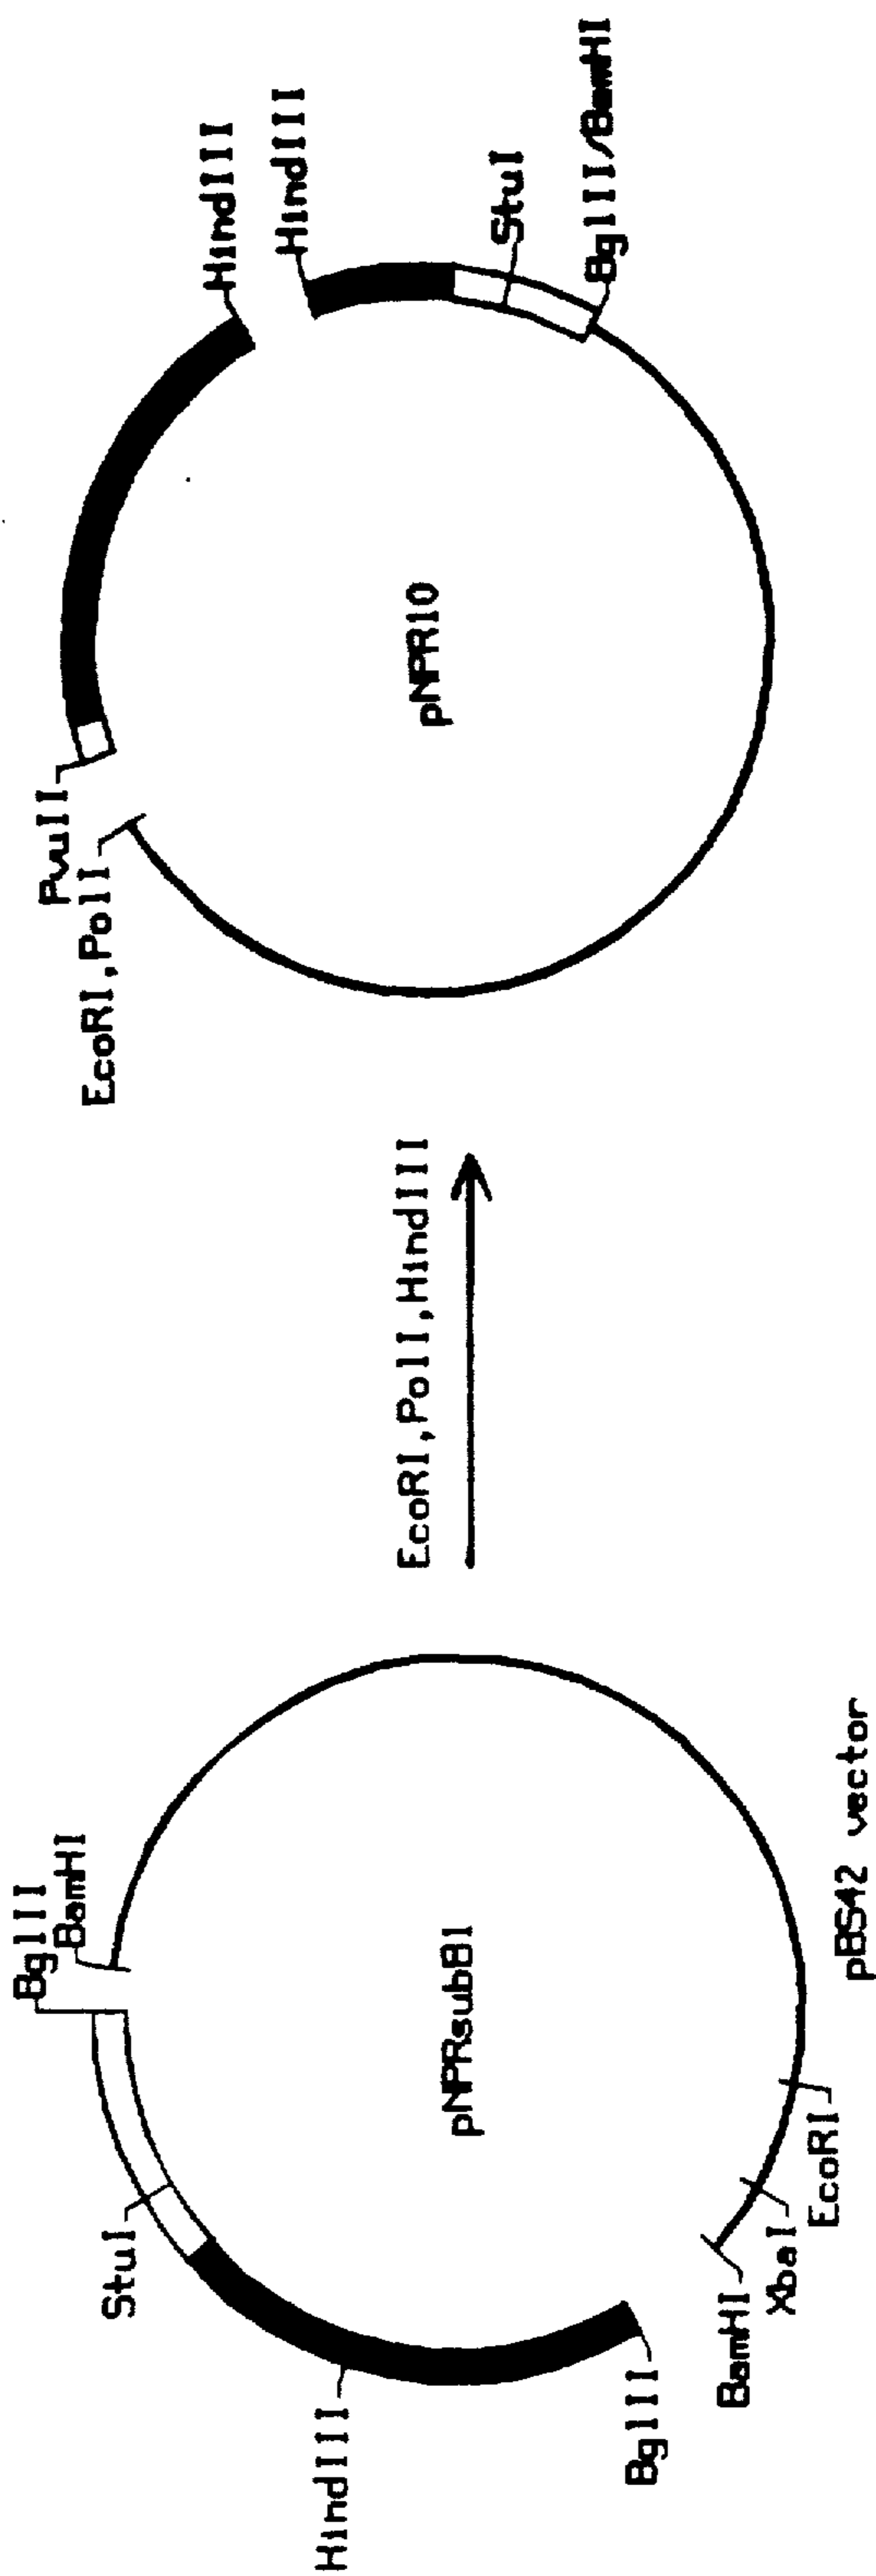 BglII
BamHI
StuI
HindIII
pNPRsubB1
BglII
BamHI
XbaI
EcoRI
pBS42 vector
EcoRI,PolI,HindIII
PvuII
EcoRI,PolI
HindIII
HindIII
StuI
BglII/BamHI
pNPR10